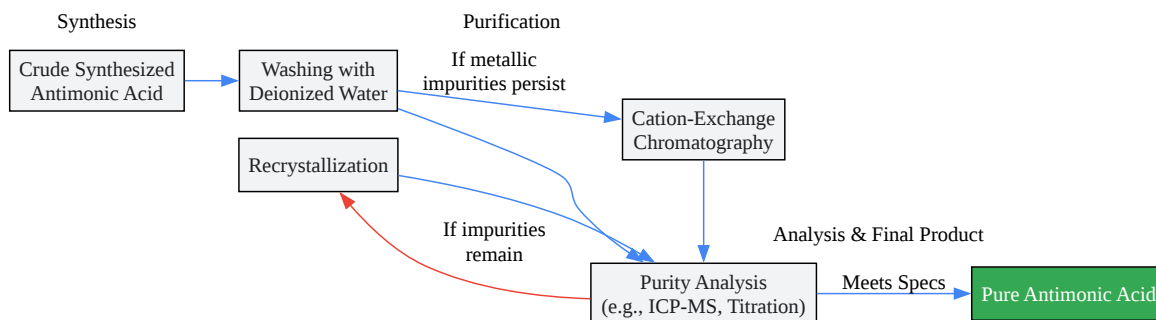 Synthesis
Purification
Crude Synthesized
Antimonic Acid
Washing with
Deionized Water
If metallic
impurities persist
Cation-Exchange
Chromatography
Recrystallization
If impurities
remain
Analysis & Final Product
Purity Analysis
(e.g., ICP-MS, Titration)
Meets Specs
Pure Antimonic Acid